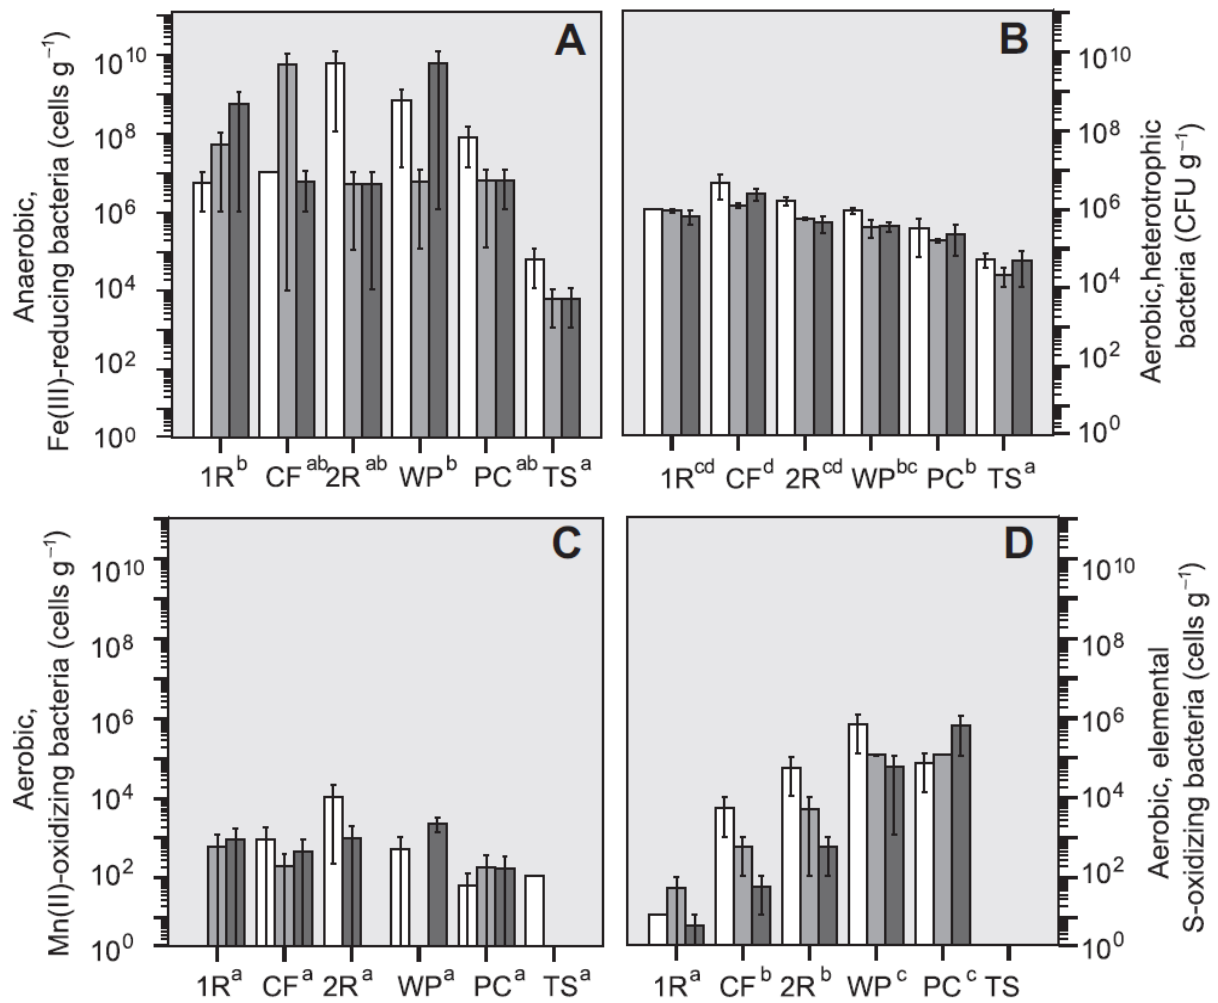 A
Anaerobic,
Fe(III)-reducing bacteria (cells g⁻¹)
10¹⁰
10⁸
10⁶
10⁴
10²
10⁰
1Rᵇ CFᵃᵇ 2Rᵃᵇ WPᵇ PCᵃᵇ TSᵃ
B
10¹⁰
10⁸
10⁶
10⁴
10²
10⁰
Aerobic,heterotrophic
bacteria (CFU g⁻¹)
1Rᶜᵈ CFᵈ 2Rᶜᵈ WPᵇᶜ PCᵇ TSᵃ
C
Aerobic,
Mn(II)-oxidizing bacteria (cells g⁻¹)
10¹⁰
10⁸
10⁶
10⁴
10²
10⁰
1Rᵃ CFᵃ 2Rᵃ WPᵃ PCᵃ TSᵃ
D
10¹⁰
10⁸
10⁶
10⁴
10²
10⁰
Aerobic, elemental
S-oxidizing bacteria (cells g⁻¹)
1Rᵃ CFᵇ 2Rᵇ WPᶜ PCᶜ TS